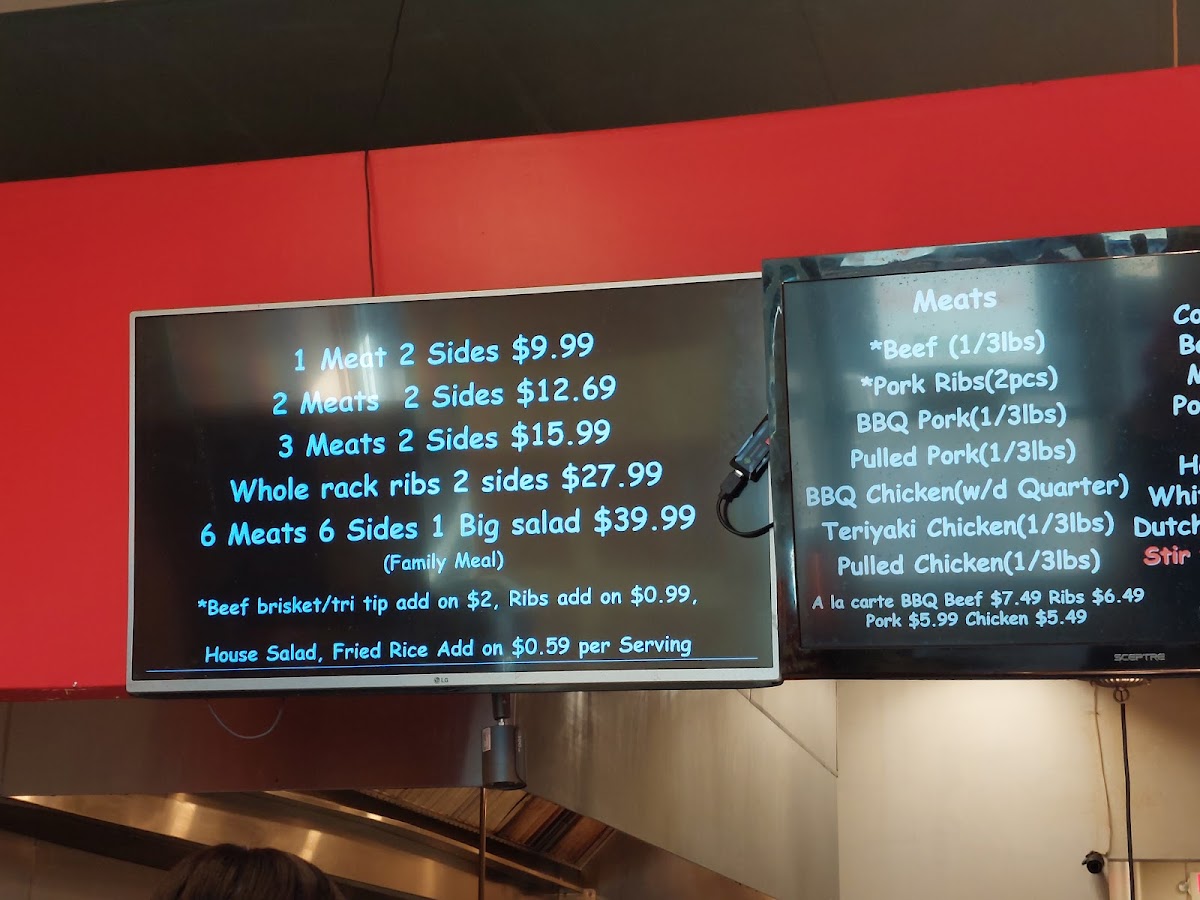 1 Meat 2 Sides $9.99
2 Meats 2 Sides $12.69
3 Meats 2 Sides $15.99
Whole rack ribs 2 sides $27.99
6 Meats 6 Sides 1 Big salad $39.99
(Family Meal)
*Beef brisket/tri tip add on $2, Ribs add on $0.99,
House Salad, Fried Rice Add on $0.59 per Serving
LG
Meats
*Beef (1/3lbs)
*Pork Ribs(2pcs)
BBQ Pork(1/3lbs)
Pulled Pork(1/3lbs)
BBQ Chicken(w/d Quarter)
Teriyaki Chicken(1/3lbs)
Pulled Chicken(1/3lbs)
A la carte BBQ Beef $7.49 Ribs $6.49
Pork $5.99 Chicken $5.49
SCEPTRE
Dutch
Stir